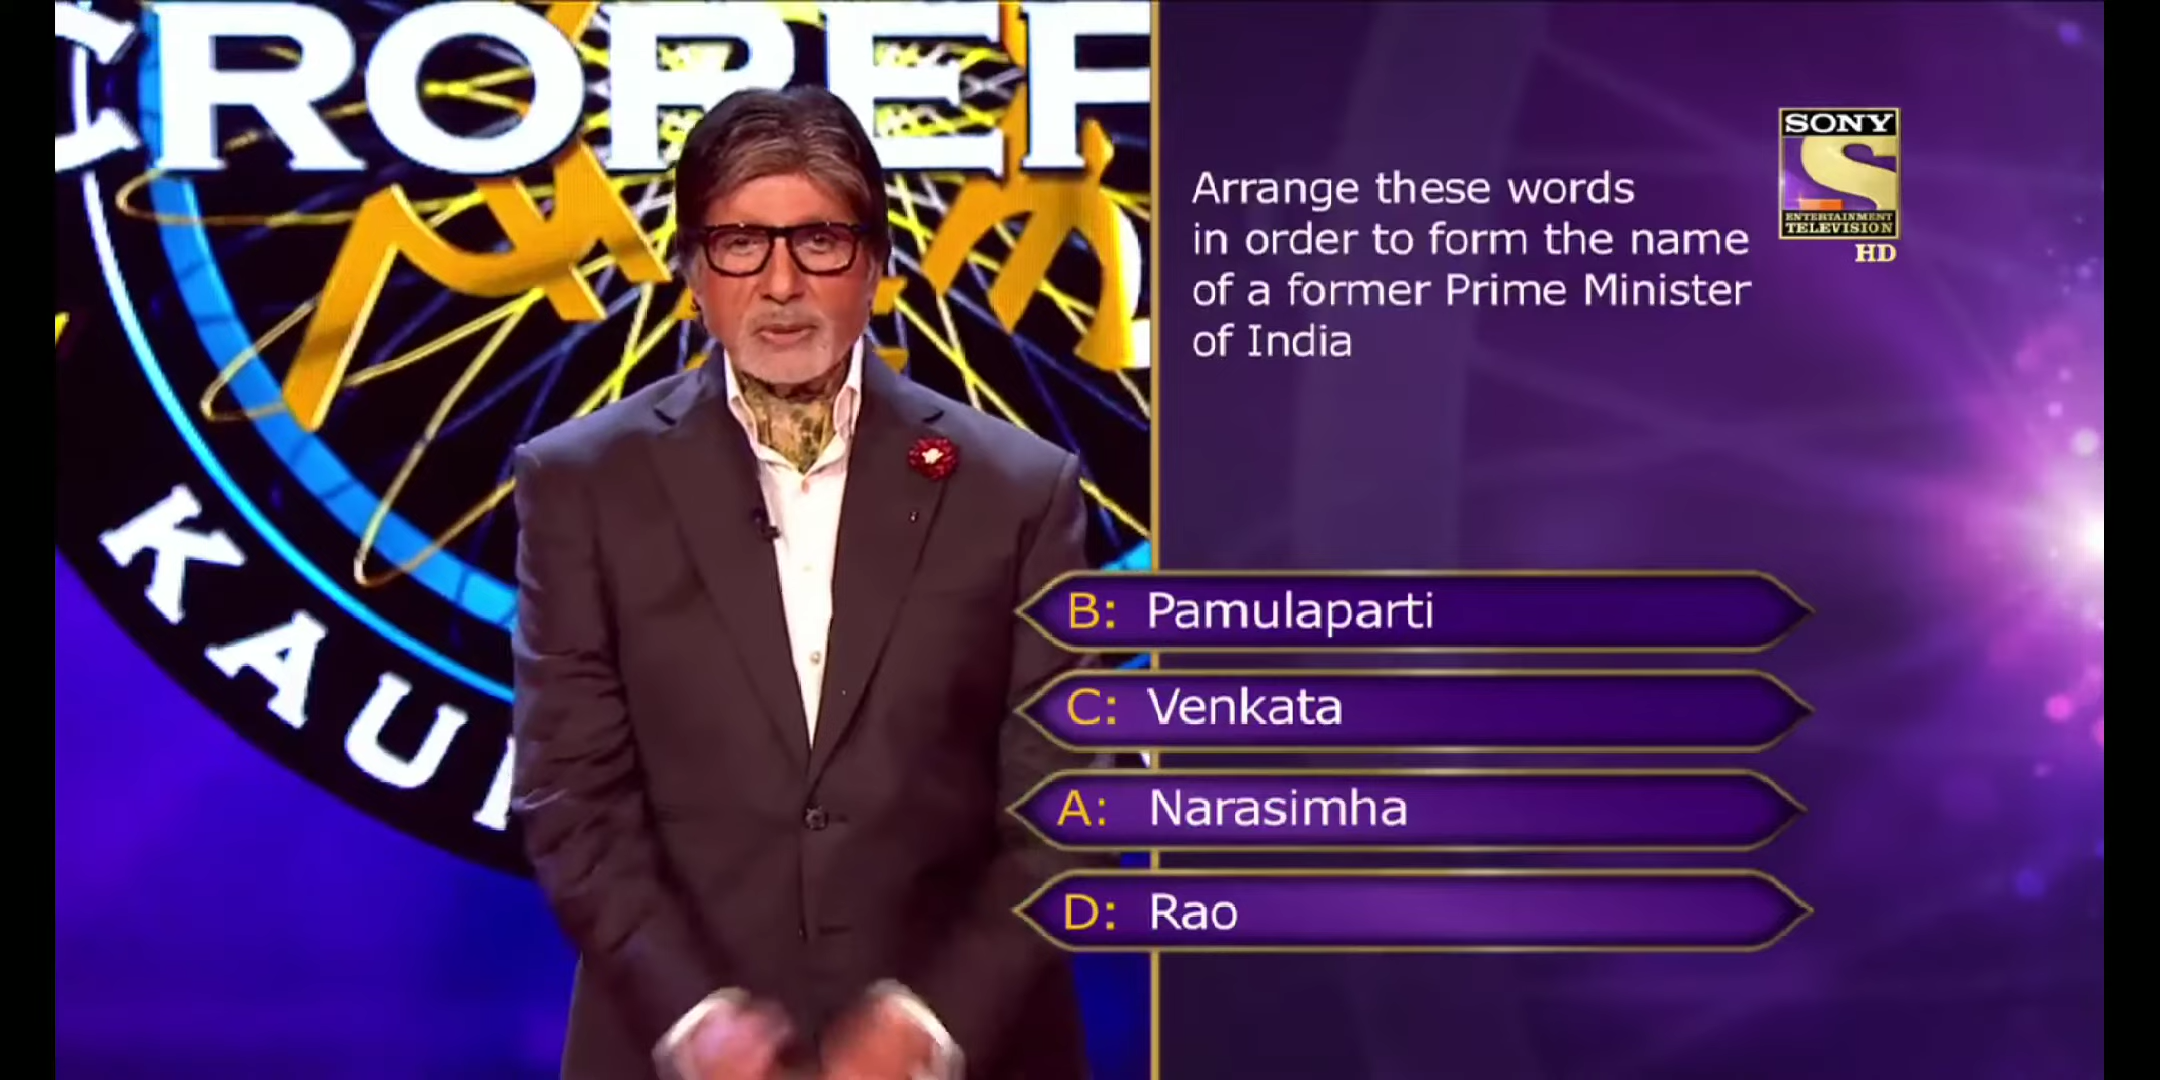 CROREP
KAU
SONY
ENTERTAINMENT
TELEVISION
HD
Arrange these words
in order to form the name
of a former Prime Minister
of India
B: Pamulaparti
C: Venkata
A: Narasimha
D: Rao